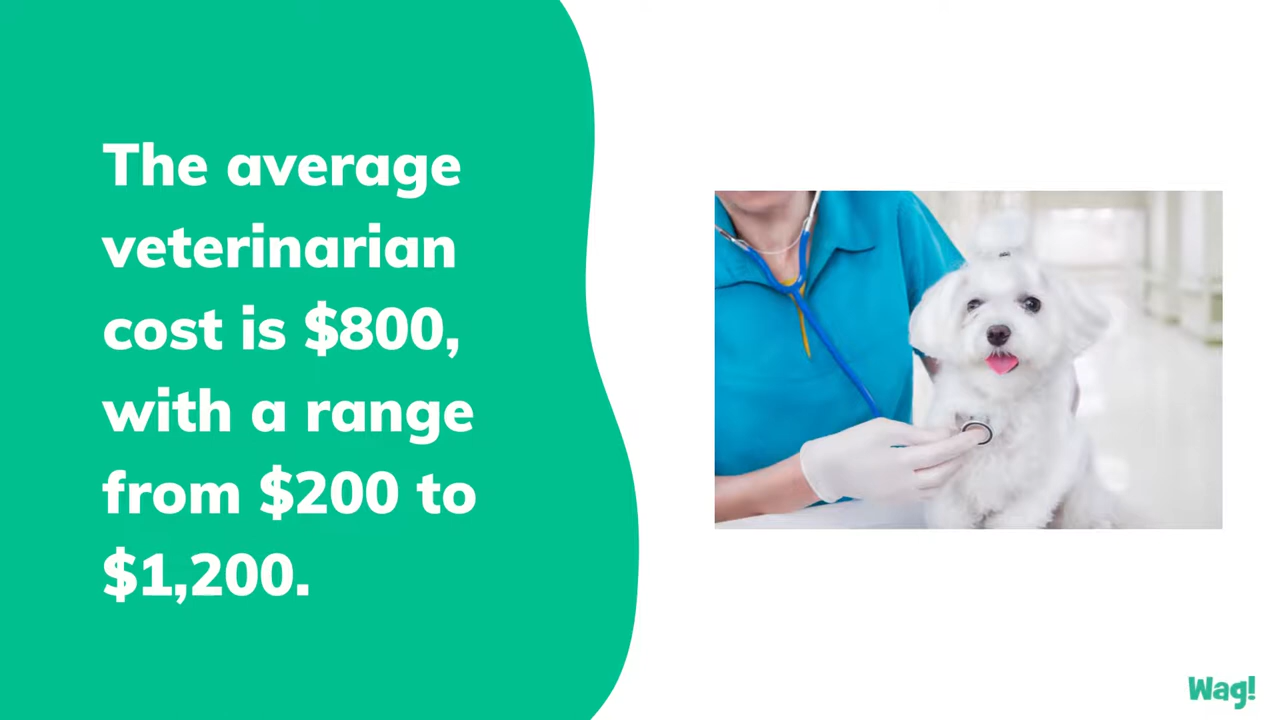 The average
veterinarian
cost is $800,
with a range
from $200 to
$1,200.
Wag!